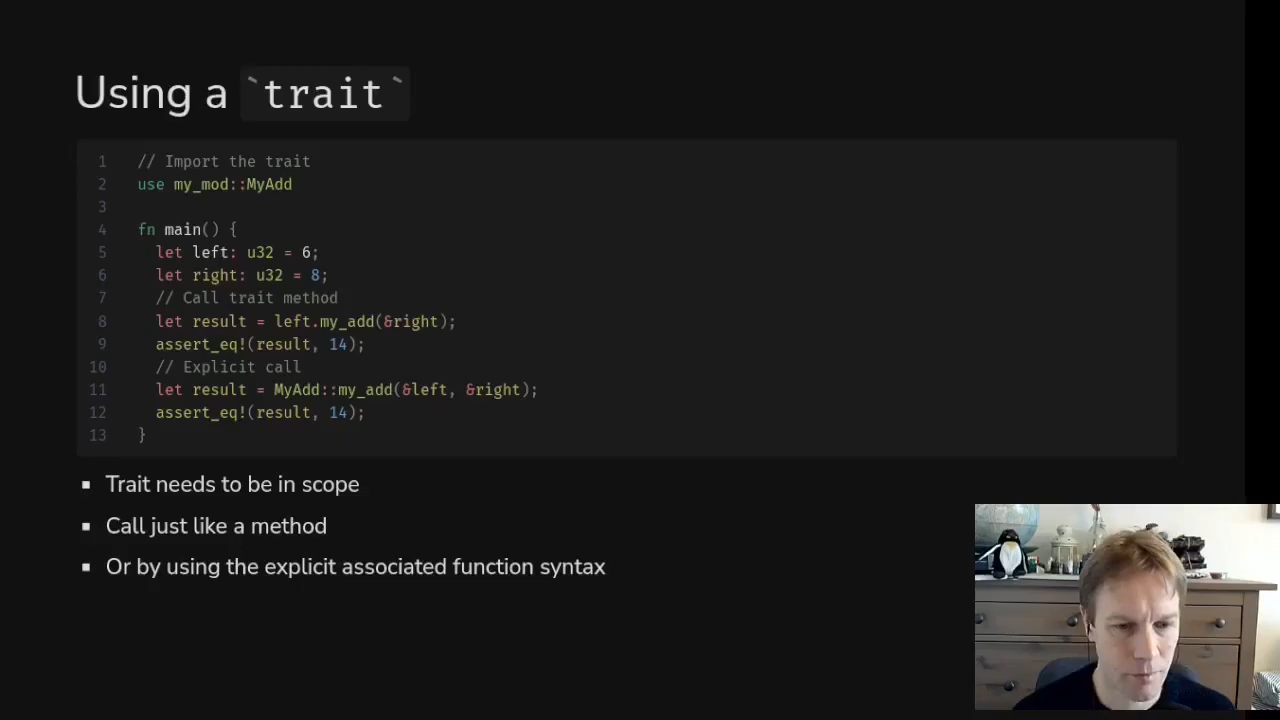 Using a `trait`
1 // Import the trait
2 use my_mod::MyAdd
3
4 fn main() {
5 let left: u32 = 6;
6 let right: u32 = 8;
7 // Call trait method
8 let result = left.my_add(&right);
9 assert_eq!(result, 14);
10 // Explicit call
11 let result = MyAdd::my_add(&left, &right);
12 assert_eq!(result, 14);
13 }
▪ Trait needs to be in scope
▪ Call just like a method
▪ Or by using the explicit associated function syntax